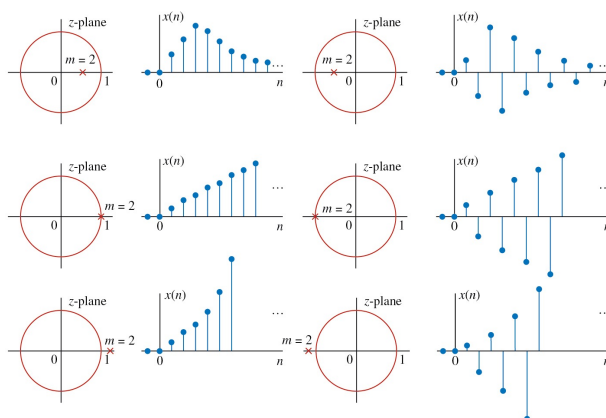 z-plane
x(n)
m = 2
0
1
0
n
...
z-plane
x(n)
m = 2
0
1
0
n
...
z-plane
x(n)
m = 2
0
1
0
n
...
z-plane
x(n)
m = 2
0
1
0
n
...
z-plane
x(n)
m = 2
0
1
0
n
...
z-plane
x(n)
m = 2
0
1
0
n
...